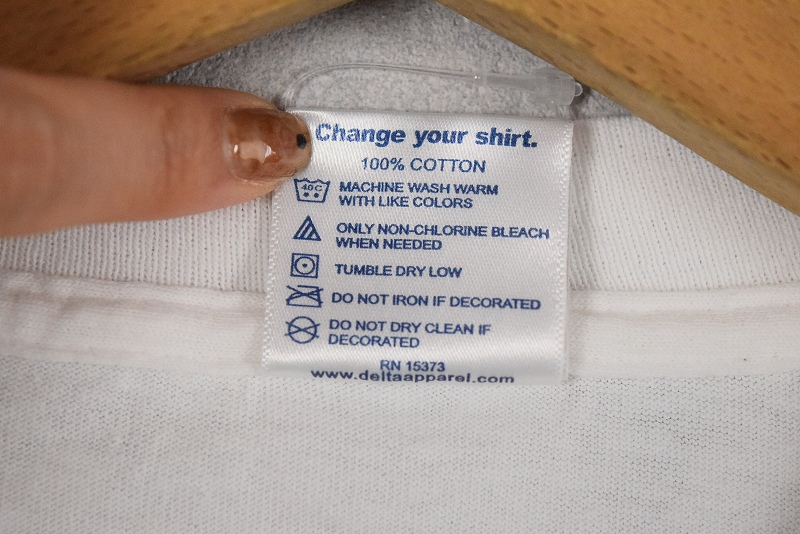 Change your shirt.
100% COTTON
40C
MACHINE WASH WARM
WITH LIKE COLORS
ONLY NON-CHLORINE BLEACH
WHEN NEEDED
TUMBLE DRY LOW
DO NOT IRON IF DECORATED
DO NOT DRY CLEAN IF
DECORATED
RN 15373
www.deltaapparel.com